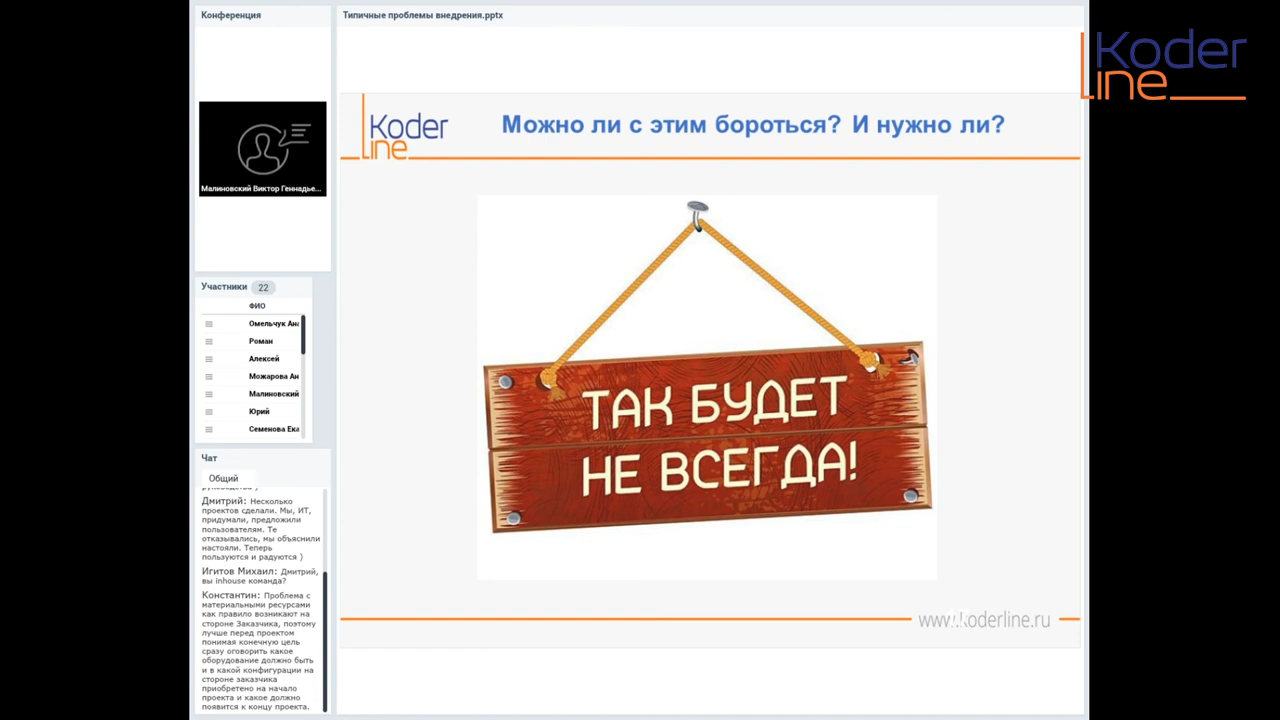 Конференция
Типичные проблемы внедрения.pptx
Koder
line
Koder
line
Можно ли с этим бороться? И нужно ли?
Малиновский Виктор Геннадье...
ТАК БУДЕТ
НЕ ВСЕГДА!
Участники 22
ФИО
Омельчук Ана
Роман
Алексей
Можарова Ан
Малиновский
Юрий
Семенова Ека
Чат
Общий
Дмитрий: Несколько
проектов сделали. Мы, ИТ,
придумали, предложили
пользователям. Те
отказывались, мы объяснили
настояли. Теперь
пользуются и радуются )
Игитов Михаил: Дмитрий,
вы inhouse команда?
Константин: Проблема с
материальными ресурсами
как правило возникают на
стороне Заказчика, поэтому
лучше перед проектом
понимая конечную цель
сразу оговорить какое
оборудование должно быть
и в какой конфигурации на
стороне заказчика
приобретено на начало
проекта и какое должно
появится к концу проекта.
www.koderline.ru